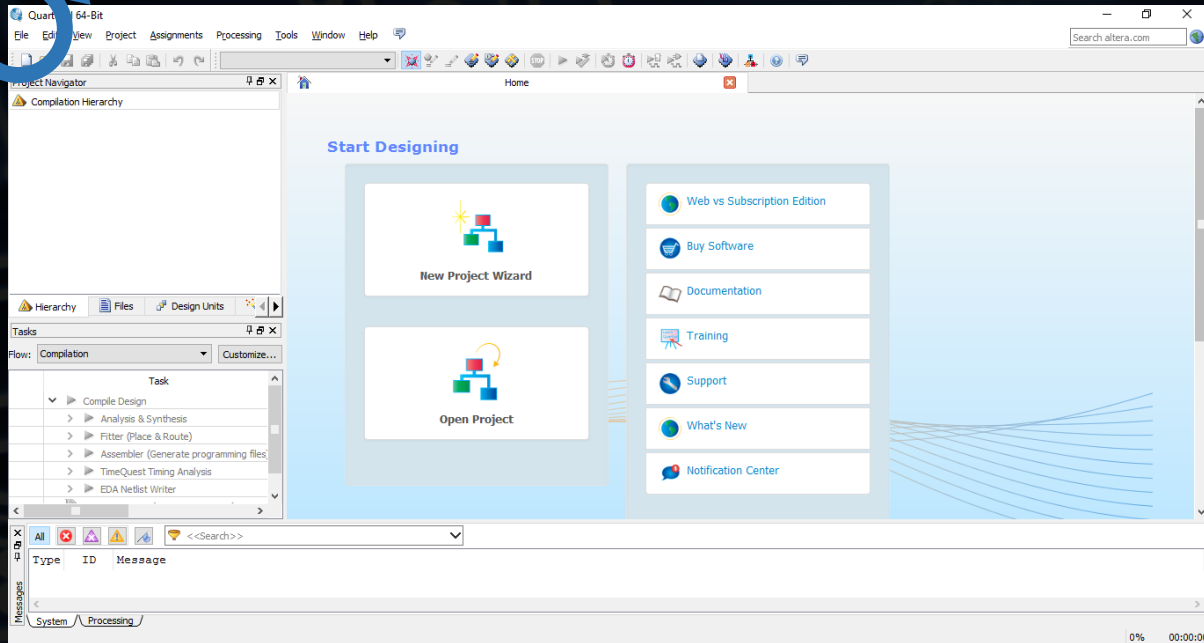 64-Bit
File Edit View Project Assignments Processing Tools Window Help
Search altera.com
Project Navigator
Home
Compilation Hierarchy
Start Designing
New Project Wizard
Open Project
Web vs Subscription Edition
Buy Software
Documentation
Training
Support
What's New
Notification Center
Hierarchy Files Design Units
Tasks
Flow: Compilation Customize...
Task
Compile Design
Analysis & Synthesis
Fitter (Place & Route)
Assembler (Generate programming files)
TimeQuest Timing Analysis
EDA Netlist Writer
All <<Search>>
Type ID Message
Messages
System Processing
0% 00:00:0